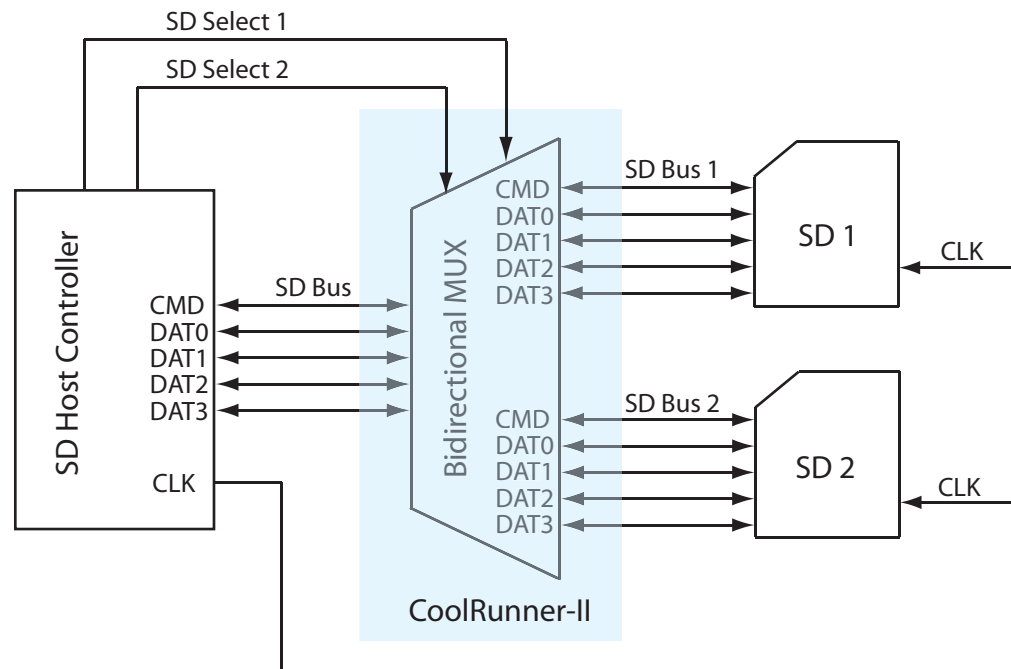 SD Select 1
SD Select 2
SD Host Controller
CMD
DAT0
DAT1
DAT2
DAT3
CLK
SD Bus
Bidirectional MUX
CMD
DAT0
DAT1
DAT2
DAT3
CMD
DAT0
DAT1
DAT2
DAT3
CoolRunner-II
SD Bus 1
SD 1
CLK
SD Bus 2
SD 2
CLK